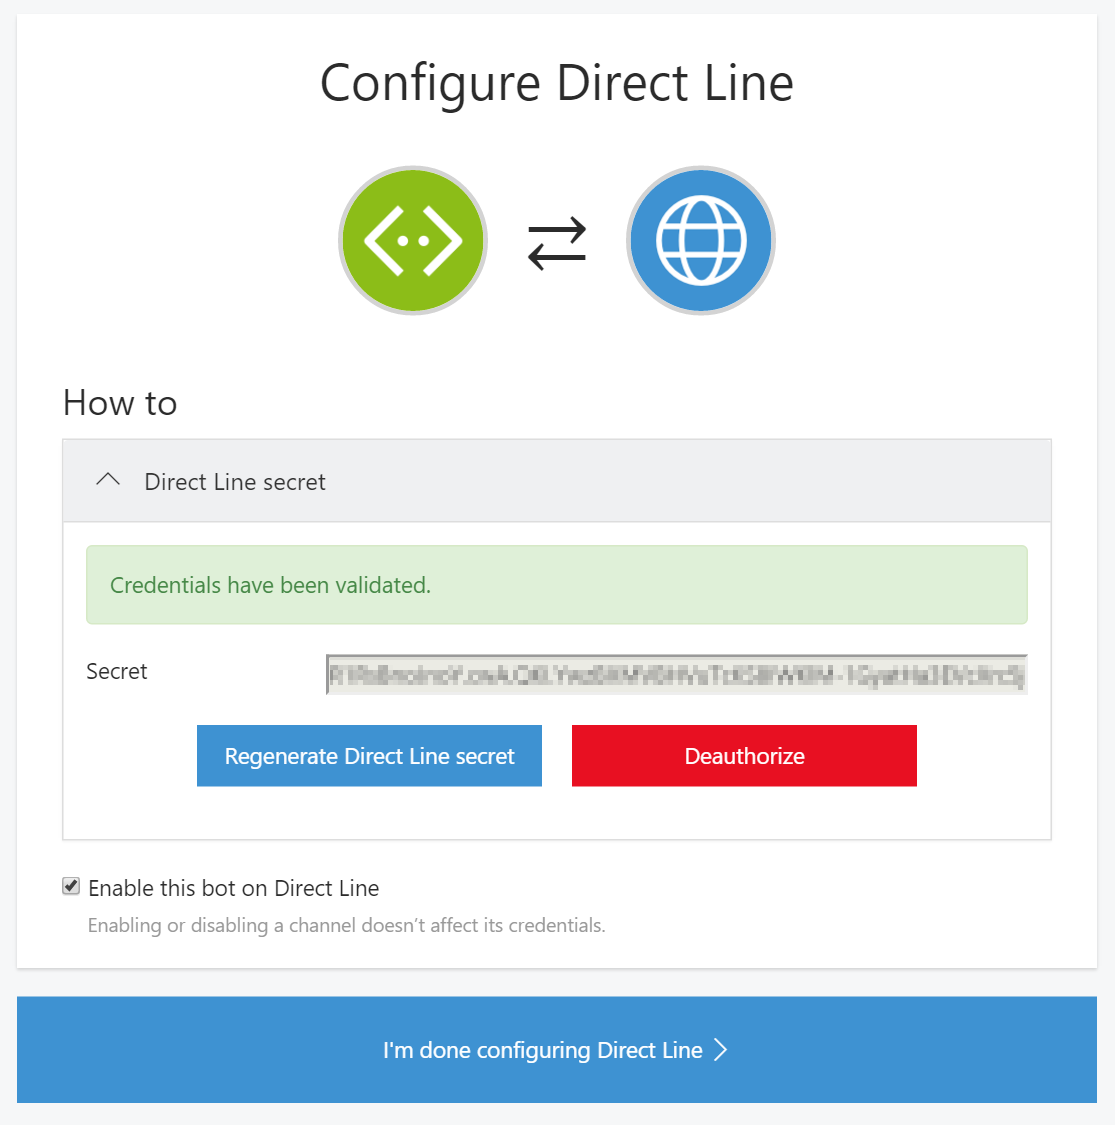 Configure Direct Line
How to
Direct Line secret
Credentials have been validated.
Secret
Regenerate Direct Line secret
Deauthorize
Enable this bot on Direct Line
Enabling or disabling a channel doesn’t affect its credentials.
I'm done configuring Direct Line